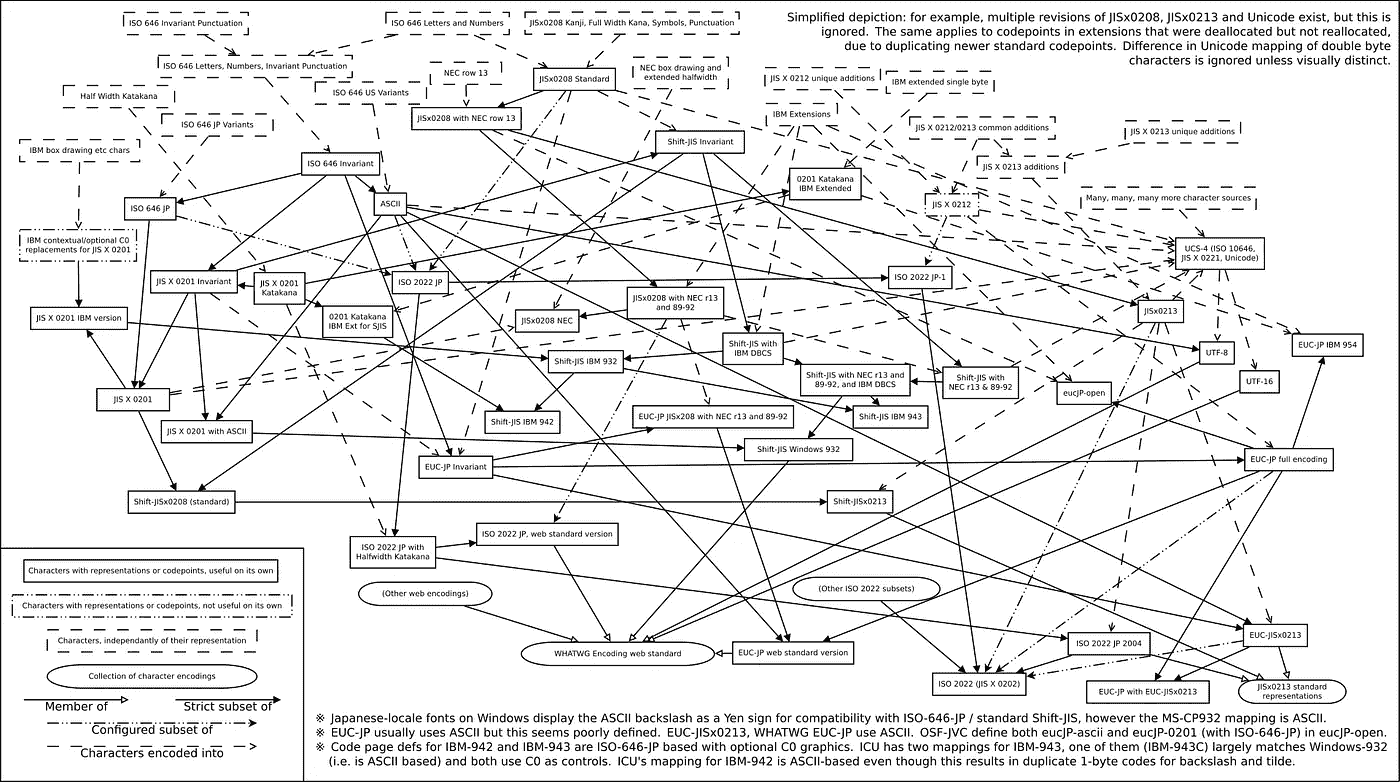 ISO 646 Invariant Punctuation
ISO 646 Letters and Numbers
JISx0208 Kanji, Full Width Kana, Symbols, Punctuation
Simplified depiction: for example, multiple revisions of JISx0208, JISx0213 and Unicode exist, but this is
ignored. The same applies to codepoints in extensions that were deallocated but not reallocated,
due to duplicating newer standard codepoints. Difference in Unicode mapping of double byte
characters is ignored unless visually distinct.
ISO 646 Letters, Numbers, Invariant Punctuation
NEC row 13
JISx0208 Standard
NEC box drawing and
extended halfwidth
JIS X 0212 unique additions
IBM extended single byte
Half Width Katakana
ISO 646 US Variants
JISx0208 with NEC row 13
IBM Extensions
ISO 646 JP Variants
JIS X 0212/0213 common additions
JIS X 0213 unique additions
IBM box drawing etc chars
ISO 646 Invariant
Shift-JIS Invariant
JIS X 0213 additions
0201 Katakana
IBM Extended
ISO 646 JP
ASCII
JIS X 0212
Many, many, many more character sources
IBM contextual/optional C0
replacements for JIS X 0201
UCS-4 (ISO 10646,
JIS X 0221, Unicode)
JIS X 0201 Invariant
JIS X 0201
Katakana
ISO 2022 JP
ISO 2022 JP-1
JISx0208 with NEC r13
and 89-92
JIS X 0201 IBM version
0201 Katakana
IBM Ext for SJIS
JISx0208 NEC
JISx0213
Shift-JIS with
IBM DBCS
Shift-JIS IBM 932
UTF-8
EUC-JP IBM 954
Shift-JIS with NEC r13 and
89-92, and IBM DBCS
Shift-JIS with
NEC r13 & 89-92
UTF-16
JIS X 0201
eucJP-open
Shift-JIS IBM 942
EUC-JP JISx208 with NEC r13 and 89-92
Shift-JIS IBM 943
JIS X 0201 with ASCII
Shift-JIS Windows 932
EUC-JP Invariant
EUC-JP full encoding
Shift-JISx0208 (standard)
Shift-JISx0213
ISO 2022 JP, web standard version
ISO 2022 JP with
Halfwidth Katakana
(Other web encodings)
(Other ISO 2022 subsets)
WHATWG Encoding web standard
EUC-JP web standard version
ISO 2022 JP 2004
EUC-JISx0213
ISO 2022 (JIS X 0202)
EUC-JP with EUC-JISx0213
JISx0213 standard
representations
Characters with representations or codepoints, useful on its own
Characters with representations or codepoints, not useful on its own
Characters, independantly of their representation
Collection of character encodings
Member of
Strict subset of
Configured subset of
Characters encoded into
※ Japanese-locale fonts on Windows display the ASCII backslash as a Yen sign for compatibility with ISO-646-JP / standard Shift-JIS, however the MS-CP932 mapping is ASCII.
※ EUC-JP usually uses ASCII but this seems poorly defined. EUC-JISx0213, WHATWG EUC-JP use ASCII. OSF-JVC define both eucJP-ascii and eucJP-0201 (with ISO-646-JP) in eucJP-open.
※ Code page defs for IBM-942 and IBM-943 are ISO-646-JP based with optional C0 graphics. ICU has two mappings for IBM-943, one of them (IBM-943C) largely matches Windows-932
(i.e. is ASCII based) and both use C0 as controls. ICU's mapping for IBM-942 is ASCII-based even though this results in duplicate 1-byte codes for backslash and tilde.